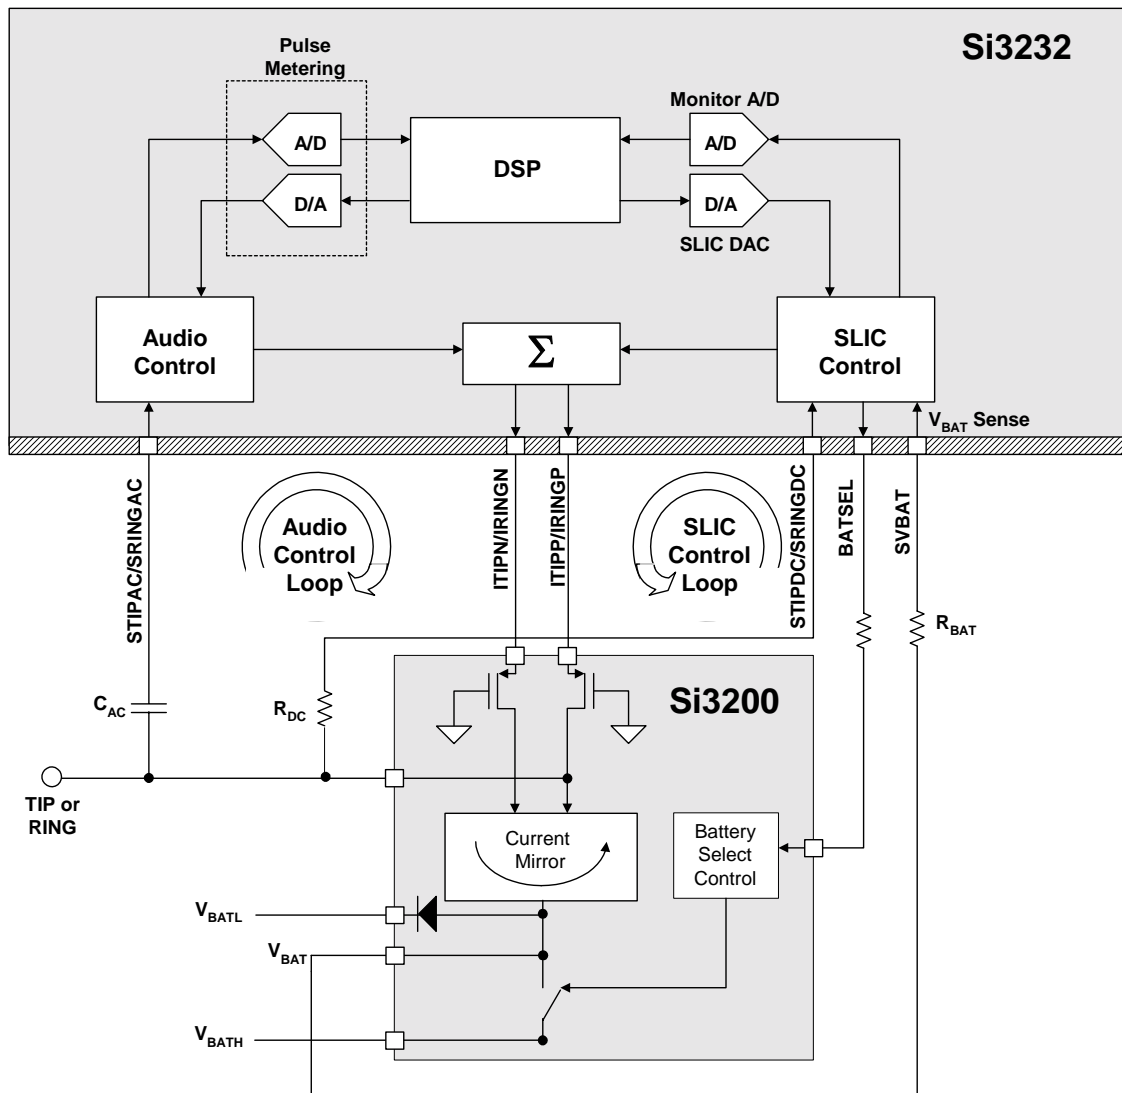 Si3232
Pulse
Metering
Monitor A/D
A/D
DSP
A/D
D/A
D/A
SLIC DAC
Audio
Control
Σ
SLIC
Control
VBAT Sense
STIPAC/SRINGAC
Audio
Control
Loop
ITIPN/IRINGN
ITIPP/IRINGP
SLIC
Control
Loop
STIPDC/SRINGDC
BATSEL
SVBAT
RBAT
CAC
RDC
Si3200
TIP or
RING
Current
Mirror
Battery
Select
Control
VBATL
VBAT
VBATH